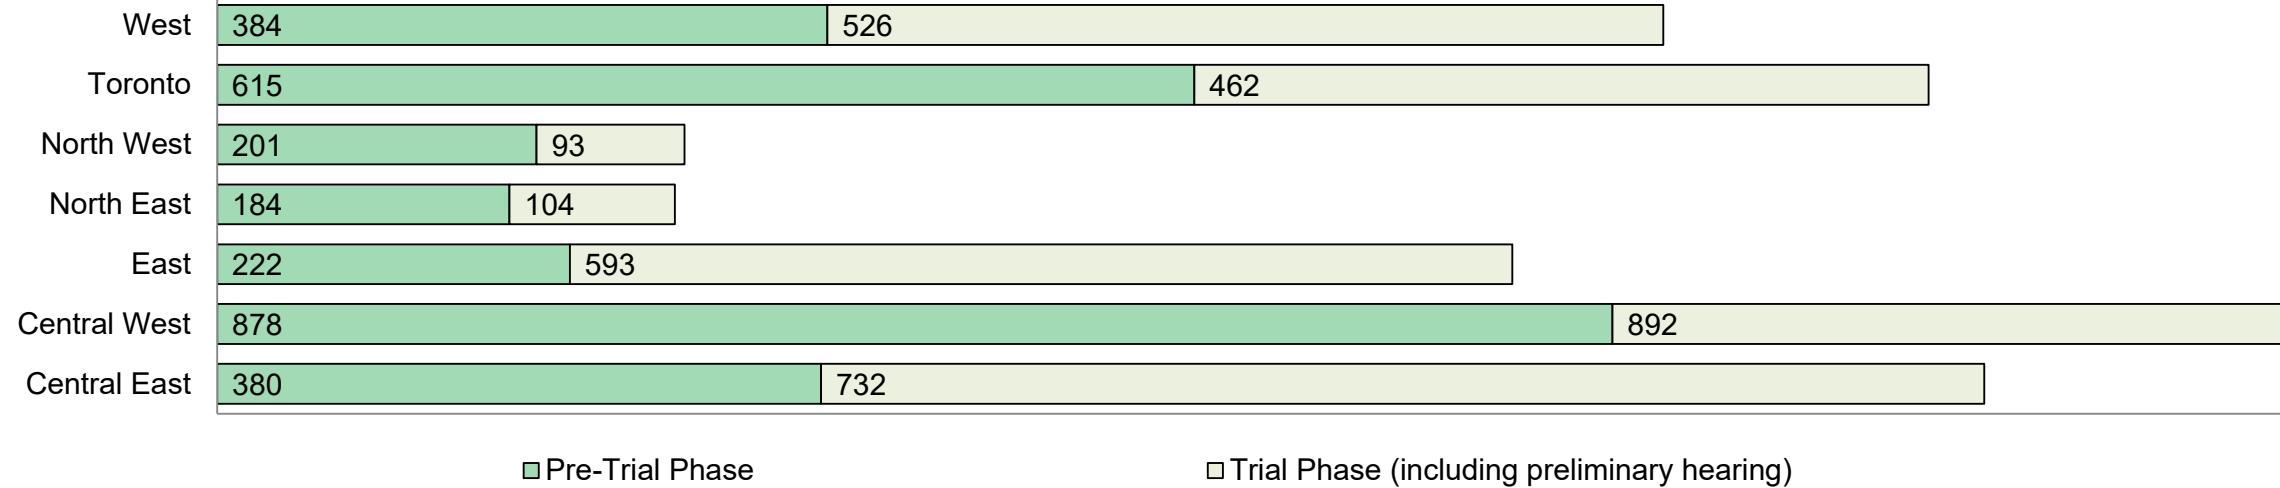 West 384 526
Toronto 615 462
North West 201 93
North East 184 104
East 222 593
Central West 878 892
Central East 380 732
Pre-Trial Phase Trial Phase (including preliminary hearing)